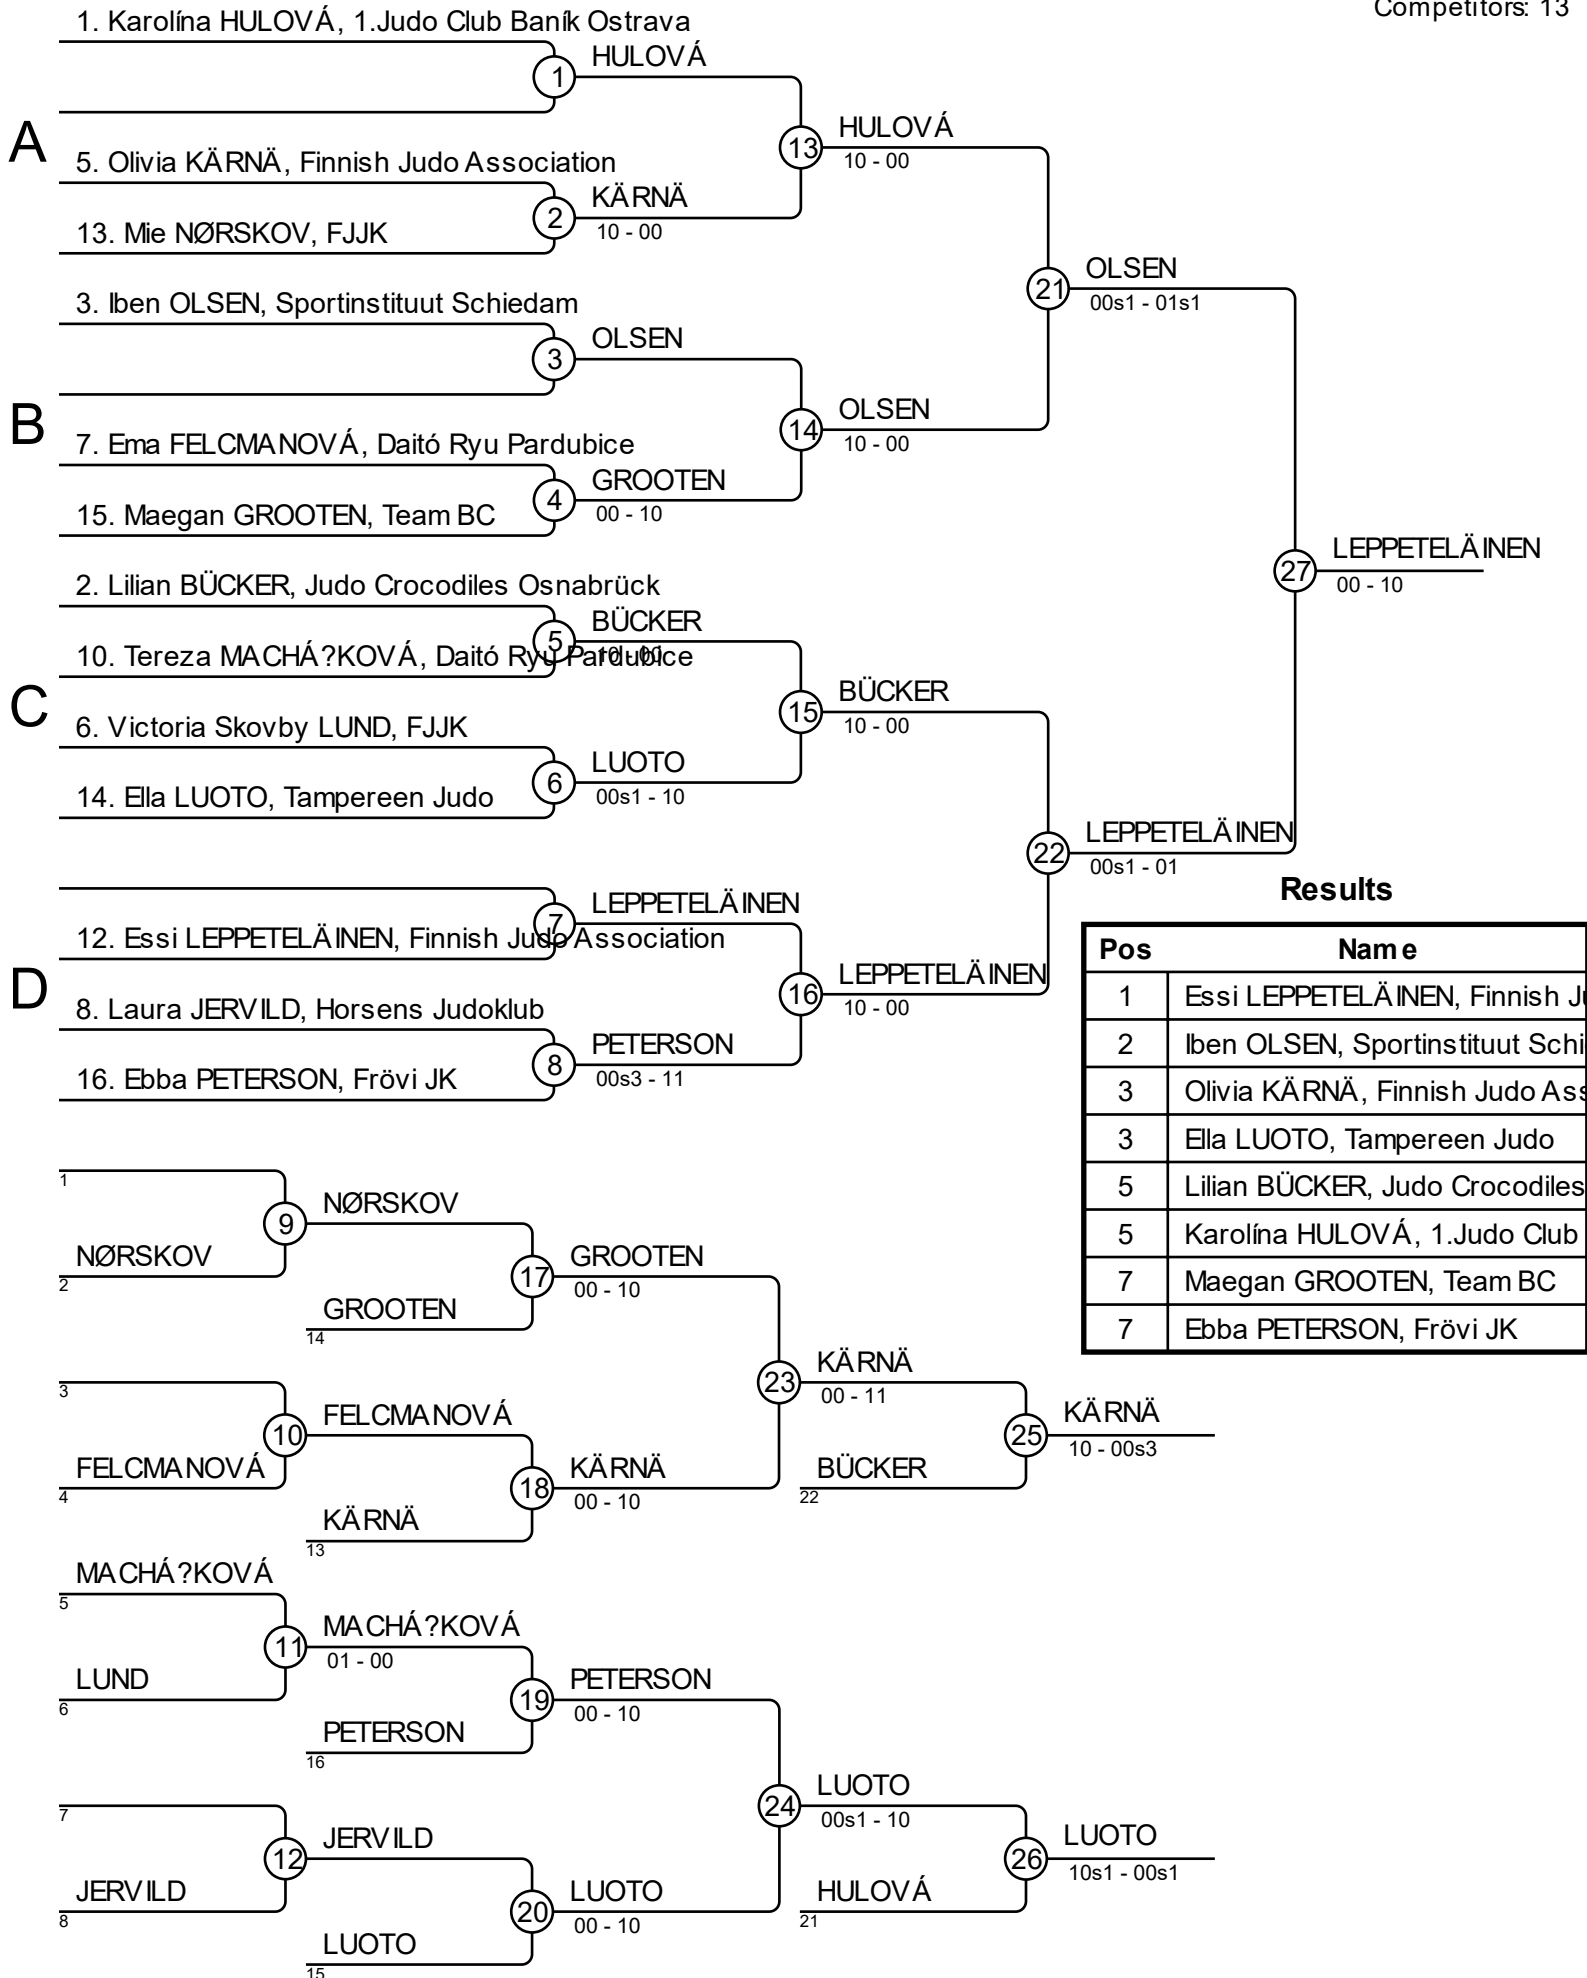 Competitors: 13
1. Karolína HULOVÁ, 1.Judo Club Baník Ostrava
1
HULOVÁ
A
13
HULOVÁ
10 - 00
5. Olivia KÄRNÄ, Finnish Judo Association
2
KÄRNÄ
10 - 00
13. Mie NØRSKOV, FJJK
21
OLSEN
00s1 - 01s1
3. Iben OLSEN, Sportinstituut Schiedam
3
OLSEN
B
14
OLSEN
10 - 00
7. Ema FELCMANOVÁ, Daitó Ryu Pardubice
4
GROOTEN
00 - 10
15. Maegan GROOTEN, Team BC
27
LEPPETELÄINEN
00 - 10
2. Lilian BÜCKER, Judo Crocodiles Osnabrück
5
BÜCKER
10 - 00
10. Tereza MACHÁ?KOVÁ, Daitó Ryu Pardubice
C
15
BÜCKER
10 - 00
6. Victoria Skovby LUND, FJJK
6
LUOTO
00s1 - 10
14. Ella LUOTO, Tampereen Judo
22
LEPPETELÄINEN
00s1 - 01
7
LEPPETELÄINEN
12. Essi LEPPETELÄINEN, Finnish Judo Association
D
16
LEPPETELÄINEN
10 - 00
8. Laura JERVILD, Horsens Judoklub
8
PETERSON
00s3 - 11
16. Ebba PETERSON, Frövi JK
Results
Pos Name
1 Essi LEPPETELÄINEN, Finnish Ju
2 Iben OLSEN, Sportinstituut Schi
3 Olivia KÄRNÄ, Finnish Judo Ass
3 Ella LUOTO, Tampereen Judo
5 Lilian BÜCKER, Judo Crocodiles
5 Karolína HULOVÁ, 1.Judo Club
7 Maegan GROOTEN, Team BC
7 Ebba PETERSON, Frövi JK
1
9
NØRSKOV
NØRSKOV
2
17
GROOTEN
00 - 10
GROOTEN
14
23
KÄRNÄ
00 - 11
3
10
FELCMANOVÁ
FELCMANOVÁ
4
18
KÄRNÄ
00 - 10
KÄRNÄ
13
25
KÄRNÄ
10 - 00s3
BÜCKER
22
MACHÁ?KOVÁ
5
11
MACHÁ?KOVÁ
01 - 00
LUND
6
19
PETERSON
00 - 10
PETERSON
16
24
LUOTO
00s1 - 10
7
12
JERVILD
JERVILD
8
20
LUOTO
00 - 10
LUOTO
15
26
LUOTO
10s1 - 00s1
HULOVÁ
21